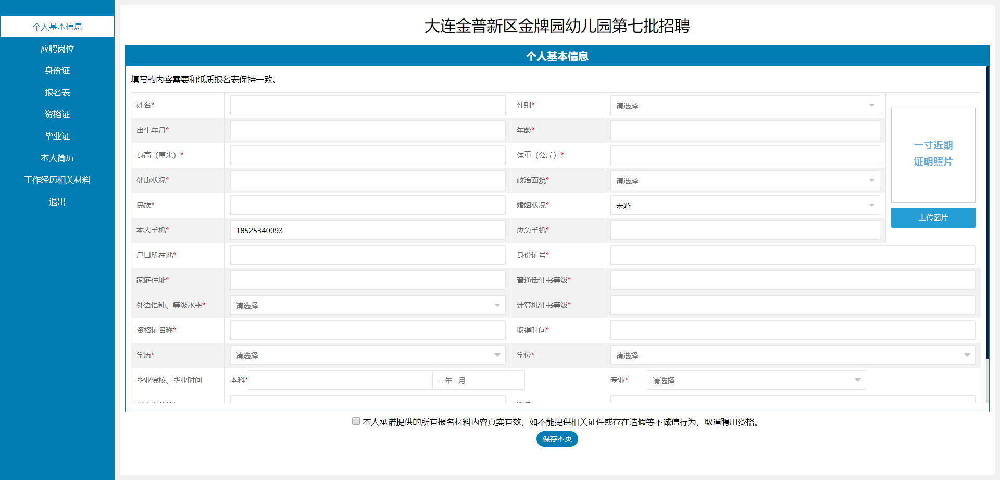 个人基本信息
应聘岗位
身份证
报名表
资格证
毕业证
本人简历
工作经历相关材料
退出
大连金普新区金牌园幼儿园第七批招聘
个人基本信息
填写的内容需要和纸质报名表保持一致。
姓名* 性别* 请选择
出生年月* 年龄*
身高（厘米）* 体重（公斤）*
一寸近期
证明照片
健康状况* 政治面貌* 请选择
民族* 婚姻状况* 未婚
上传图片
本人手机* 18525340093 应急手机*
户口所在地* 身份证号*
家庭住址* 普通话证书等级*
外语语种、等级水平* 请选择 计算机证书等级*
资格证名称* 取得时间*
学历* 请选择 学位* 请选择
毕业院校、毕业时间 本科* --年--月 专业* 请选择
本人承诺提供的所有报名材料内容真实有效，如不能提供相关证件或存在造假等不诚信行为，取消聘用资格。
保存本页